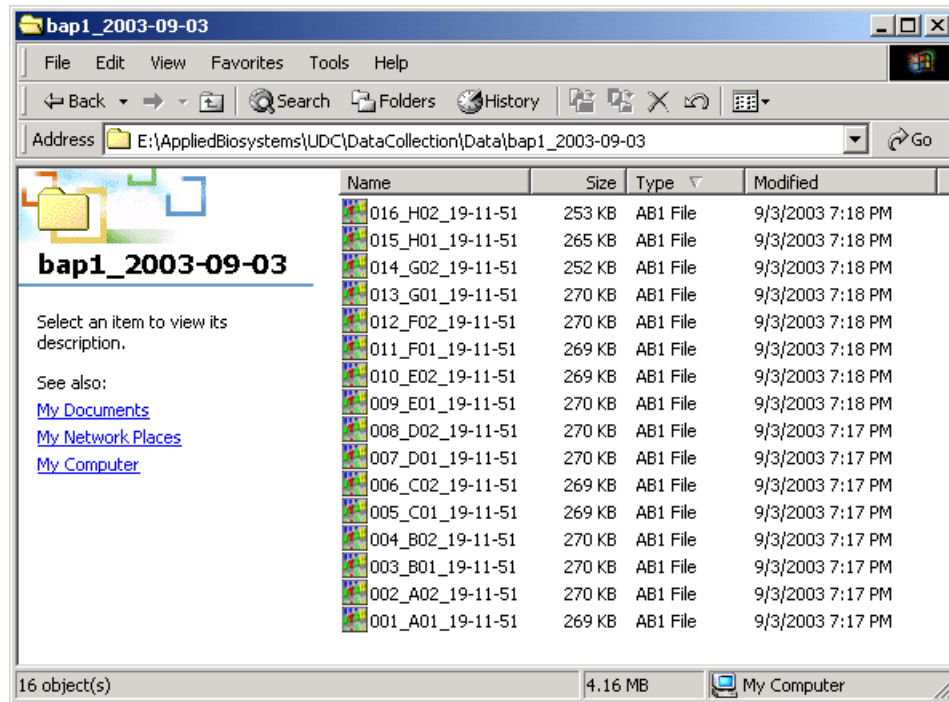 bap1_2003-09-03
File Edit View Favorites Tools Help
Back Search Folders History
Address E:\AppliedBiosystems\UDC\DataCollection\Data\bap1_2003-09-03 Go
bap1_2003-09-03
Select an item to view its
description.
See also:
My Documents
My Network Places
My Computer
Name Size Type Modified
016_H02_19-11-51 253 KB AB1 File 9/3/2003 7:18 PM
015_H01_19-11-51 265 KB AB1 File 9/3/2003 7:18 PM
014_G02_19-11-51 252 KB AB1 File 9/3/2003 7:18 PM
013_G01_19-11-51 270 KB AB1 File 9/3/2003 7:18 PM
012_F02_19-11-51 270 KB AB1 File 9/3/2003 7:18 PM
011_F01_19-11-51 269 KB AB1 File 9/3/2003 7:18 PM
010_E02_19-11-51 269 KB AB1 File 9/3/2003 7:18 PM
009_E01_19-11-51 270 KB AB1 File 9/3/2003 7:18 PM
008_D02_19-11-51 270 KB AB1 File 9/3/2003 7:17 PM
007_D01_19-11-51 270 KB AB1 File 9/3/2003 7:17 PM
006_C02_19-11-51 269 KB AB1 File 9/3/2003 7:17 PM
005_C01_19-11-51 269 KB AB1 File 9/3/2003 7:17 PM
004_B02_19-11-51 270 KB AB1 File 9/3/2003 7:17 PM
003_B01_19-11-51 270 KB AB1 File 9/3/2003 7:17 PM
002_A02_19-11-51 270 KB AB1 File 9/3/2003 7:17 PM
001_A01_19-11-51 269 KB AB1 File 9/3/2003 7:17 PM
16 object(s) 4.16 MB My Computer